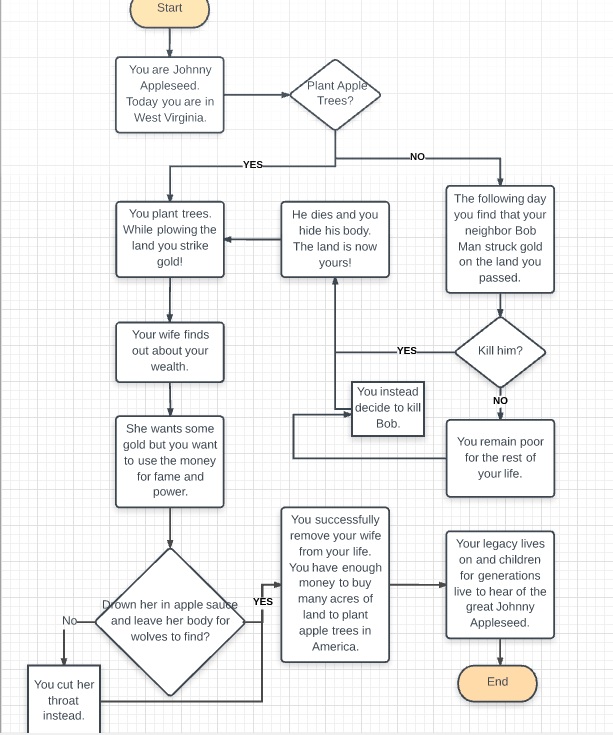 Start
You are Johnny
Appleseed.
Today you are in
West Virginia.
Plant Apple
Trees?
YES
NO
You plant trees.
While plowing the
land you strike
gold!
He dies and you
hide his body.
The land is now
yours!
The following day
you find that your
neighbor Bob
Man struck gold
on the land you
passed.
Your wife finds
out about your
wealth.
YES
Kill him?
NO
You instead
decide to kill
Bob.
She wants some
gold but you want
to use the money
for fame and
power.
You remain poor
for the rest of
your life.
Drown her in apple sauce
and leave her body for
wolves to find?
No
YES
You successfully
remove your wife
from your life.
You have enough
money to buy
many acres of
land to plant
apple trees in
America.
Your legacy lives
on and children
for generations
live to hear of the
great Johnny
Appleseed.
You cut her
throat
instead.
End